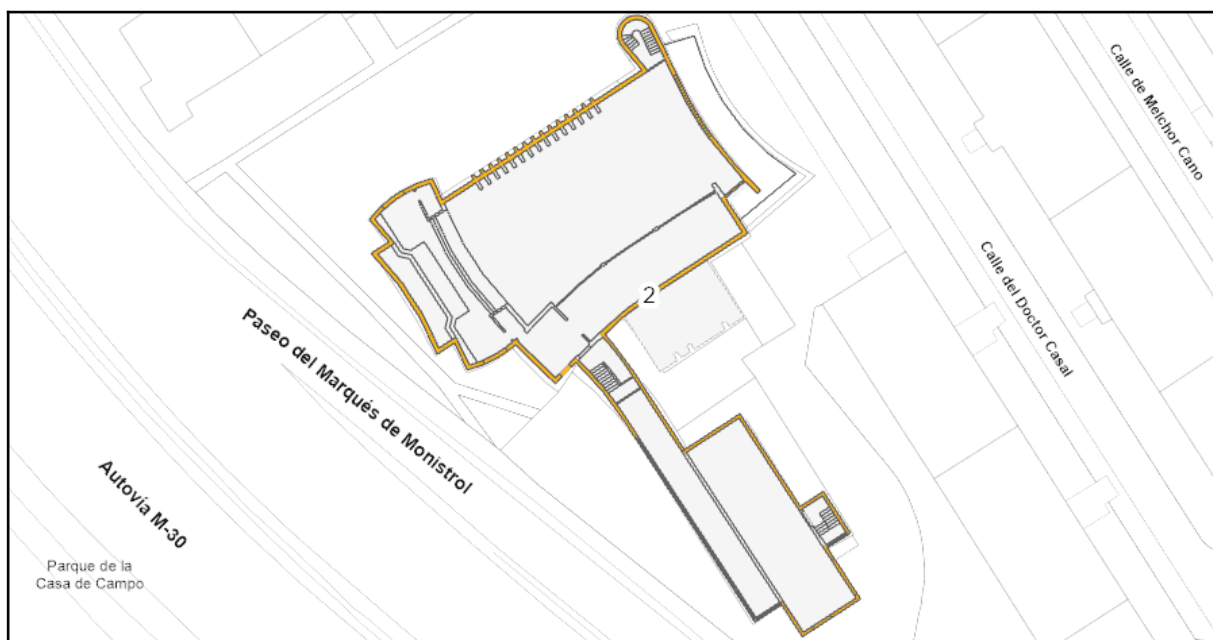 Calle de Melchor Cano
Calle del Doctor Casal
2
Paseo del Marqués de Monistrol
Autovía M-30
Parque de la
Casa de Campo